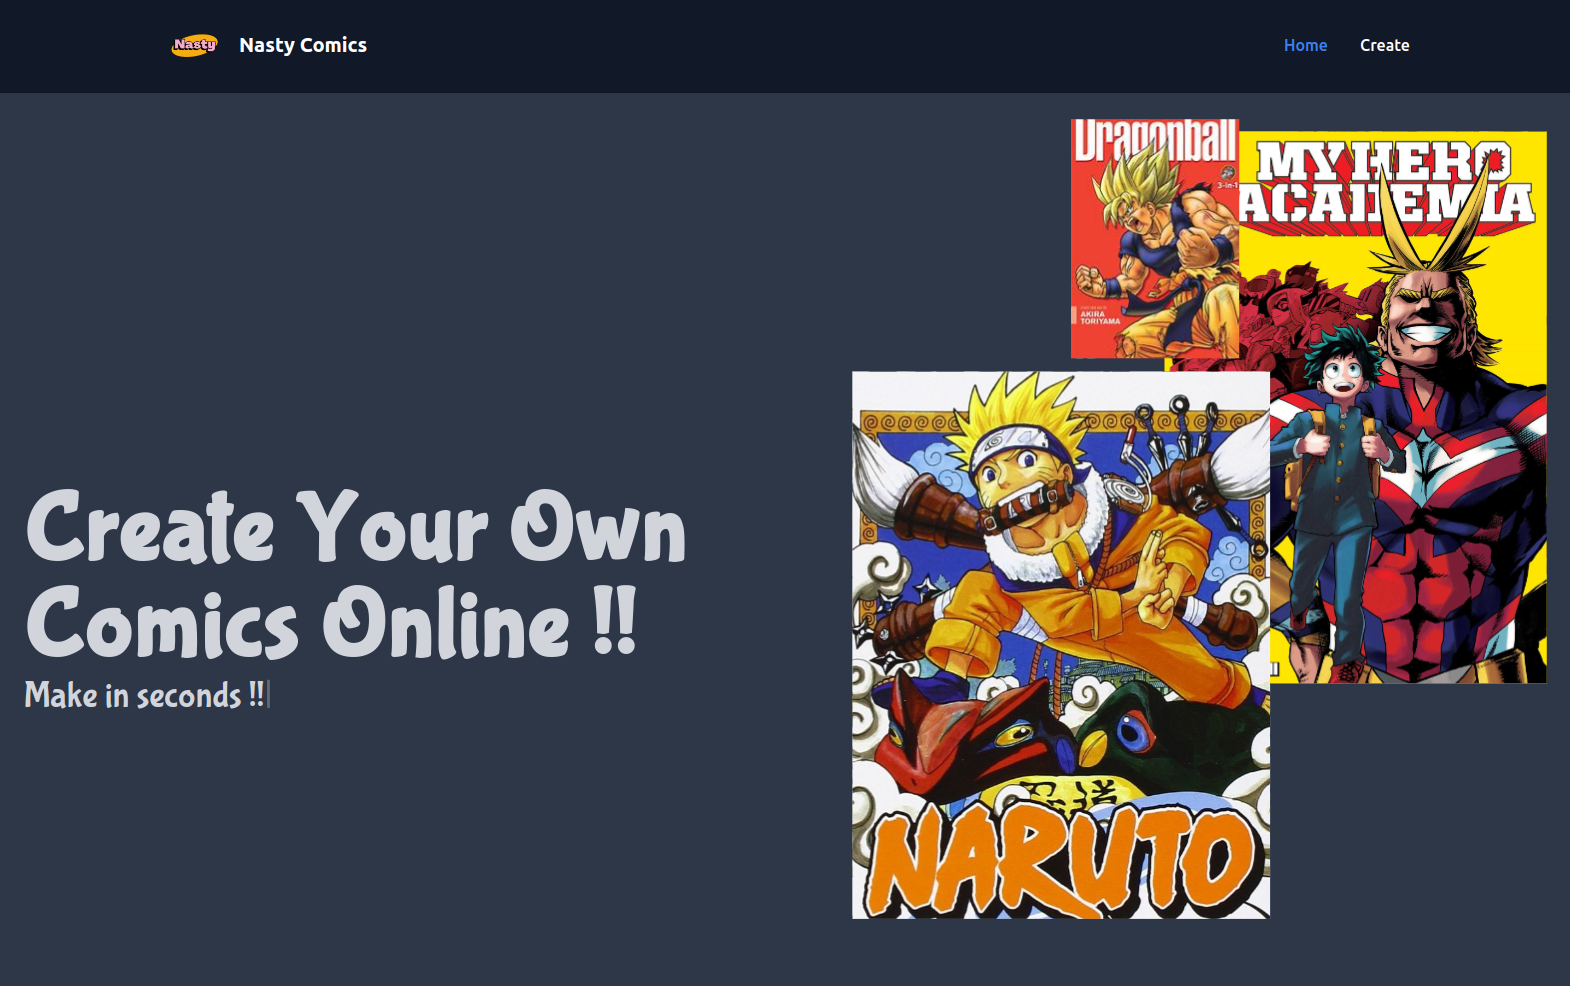 Nasty
Nasty Comics
Home
Create
Dragonball
3-in-1
AKIRA
TORIYAMA
MY HERO
ACADEMIA
Create Your Own
Comics Online !!
Make in seconds !!
NARUTO